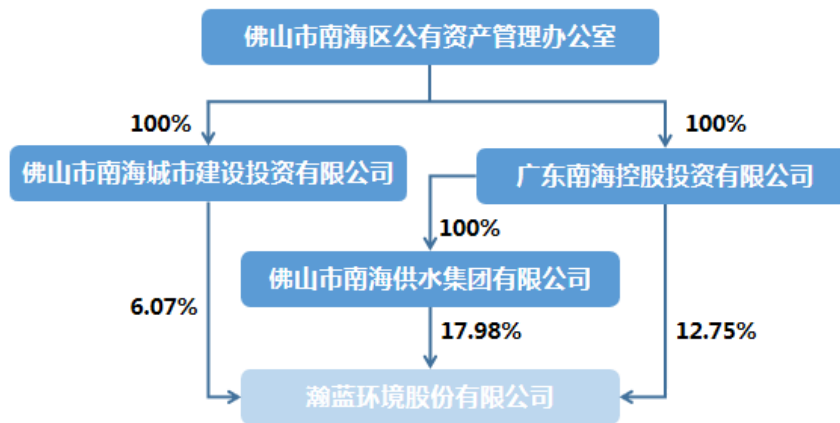 佛山市南海区公有资产管理办公室
100%
100%
佛山市南海城市建设投资有限公司
广东南海控股投资有限公司
100%
佛山市南海供水集团有限公司
6.07%
17.98%
12.75%
瀚蓝环境股份有限公司